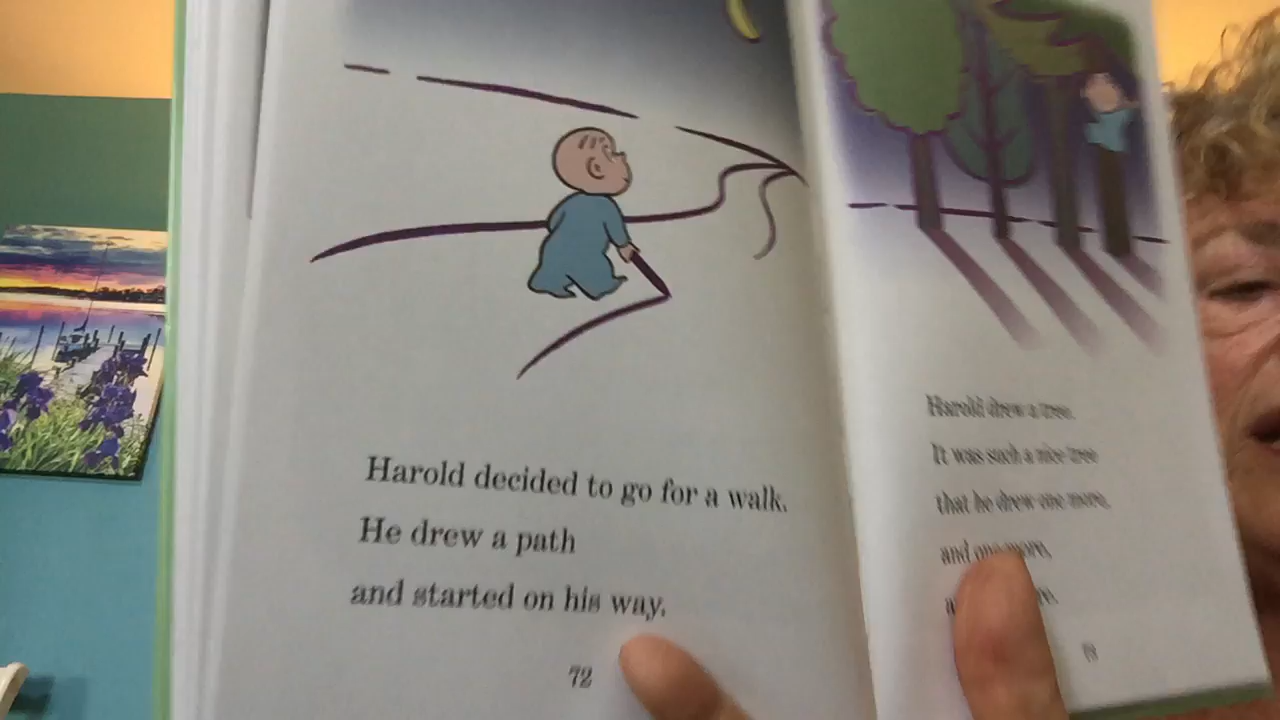 Harold decided to go for a walk.
He drew a path
and started on his way.
72
Harold drew a tree.
It was such a nice tree
that he drew one more,
and one more,